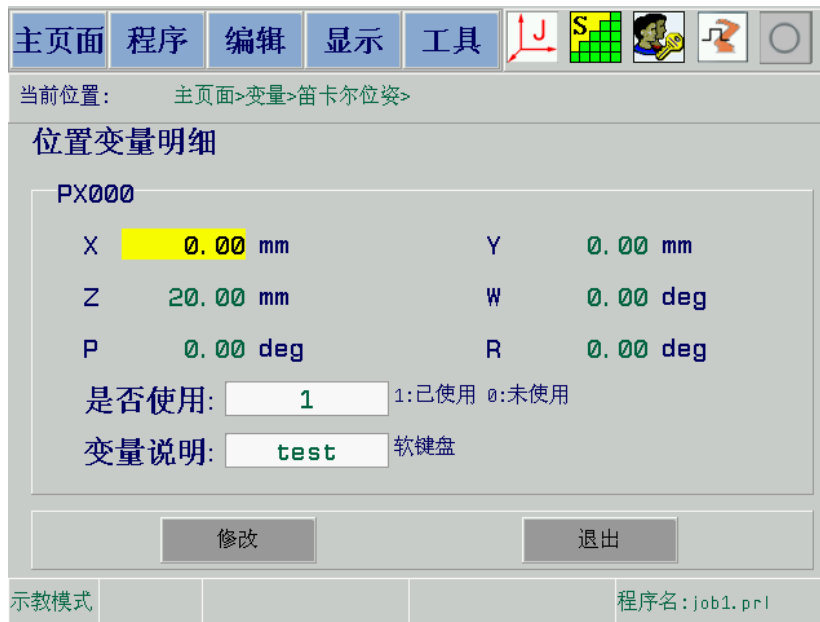 主页面 程序 编辑 显示 工具 J S
当前位置: 主页面>变量>笛卡尔位姿>
位置变量明细
PX000
X 0.00 mm Y 0.00 mm
Z 20.00 mm W 0.00 deg
P 0.00 deg R 0.00 deg
是否使用: 1 1:已使用 0:未使用
变量说明: test 软键盘
修改 退出
示教模式 程序名:job1.prl